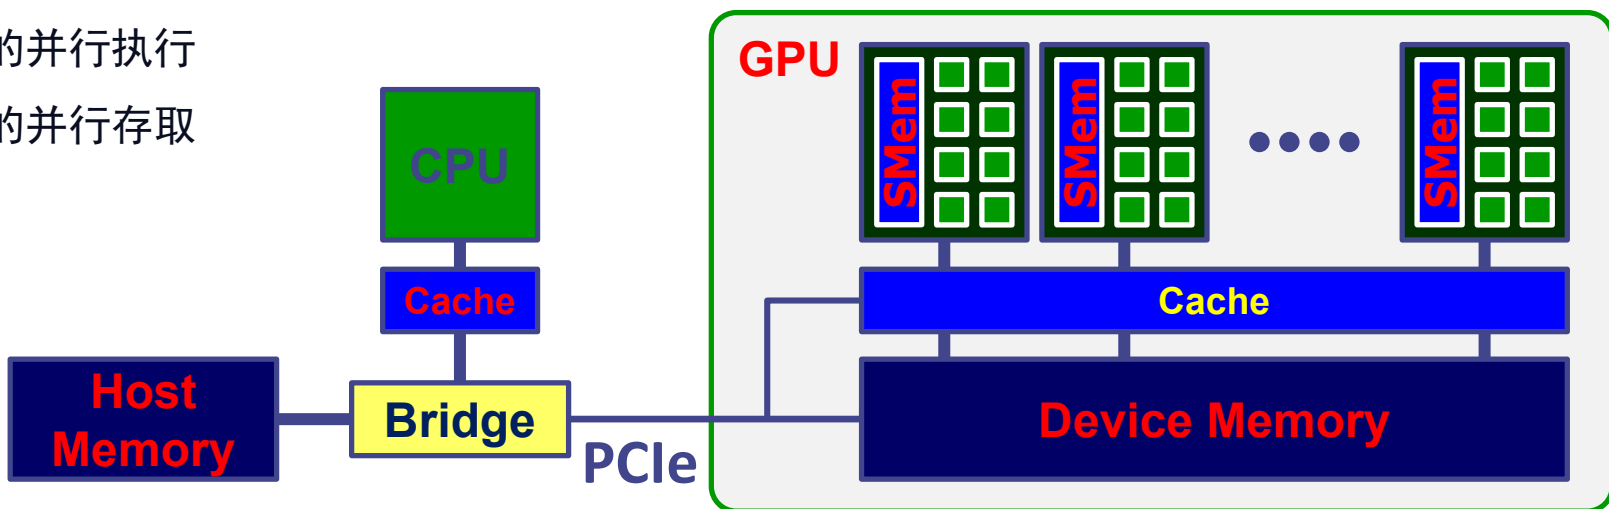 的并行执行
的并行存取
GPU
CPU
SMem
SMem
SMem
Cache
Cache
Host
Memory
Bridge
PCIe
Device Memory